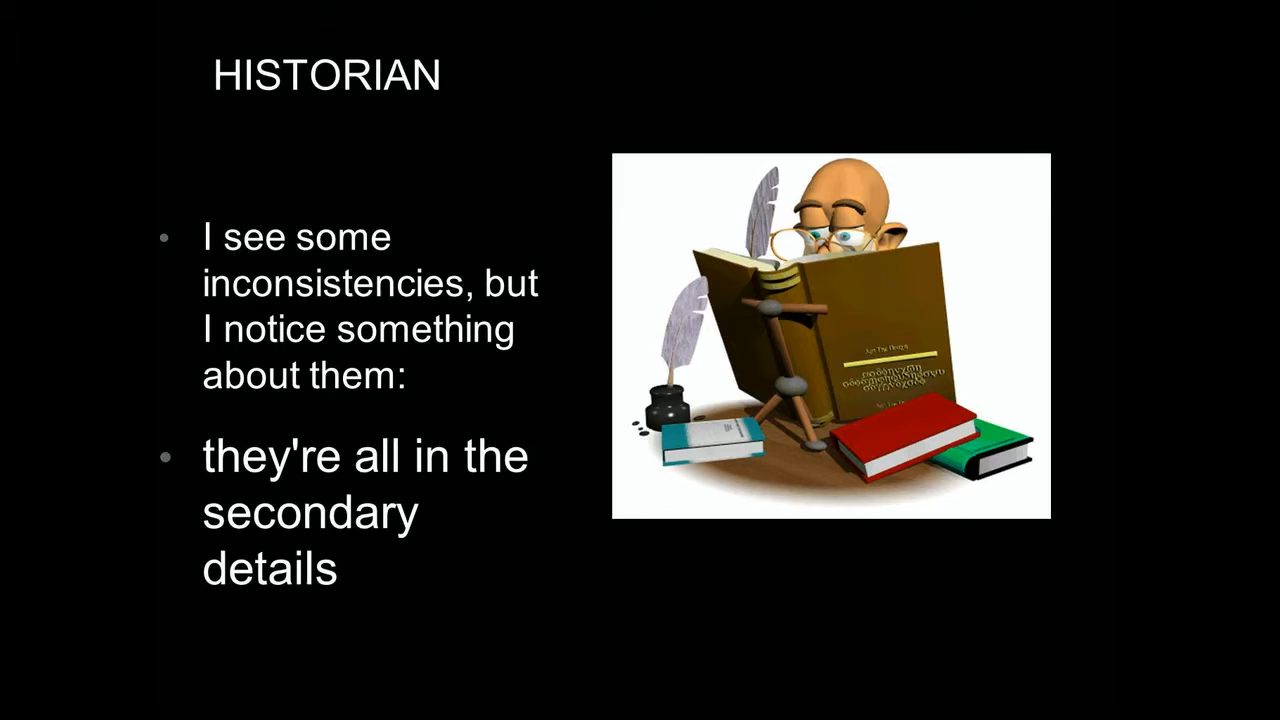 HISTORIAN
• I see some
inconsistencies, but
I notice something
about them:
• they're all in the
secondary
details